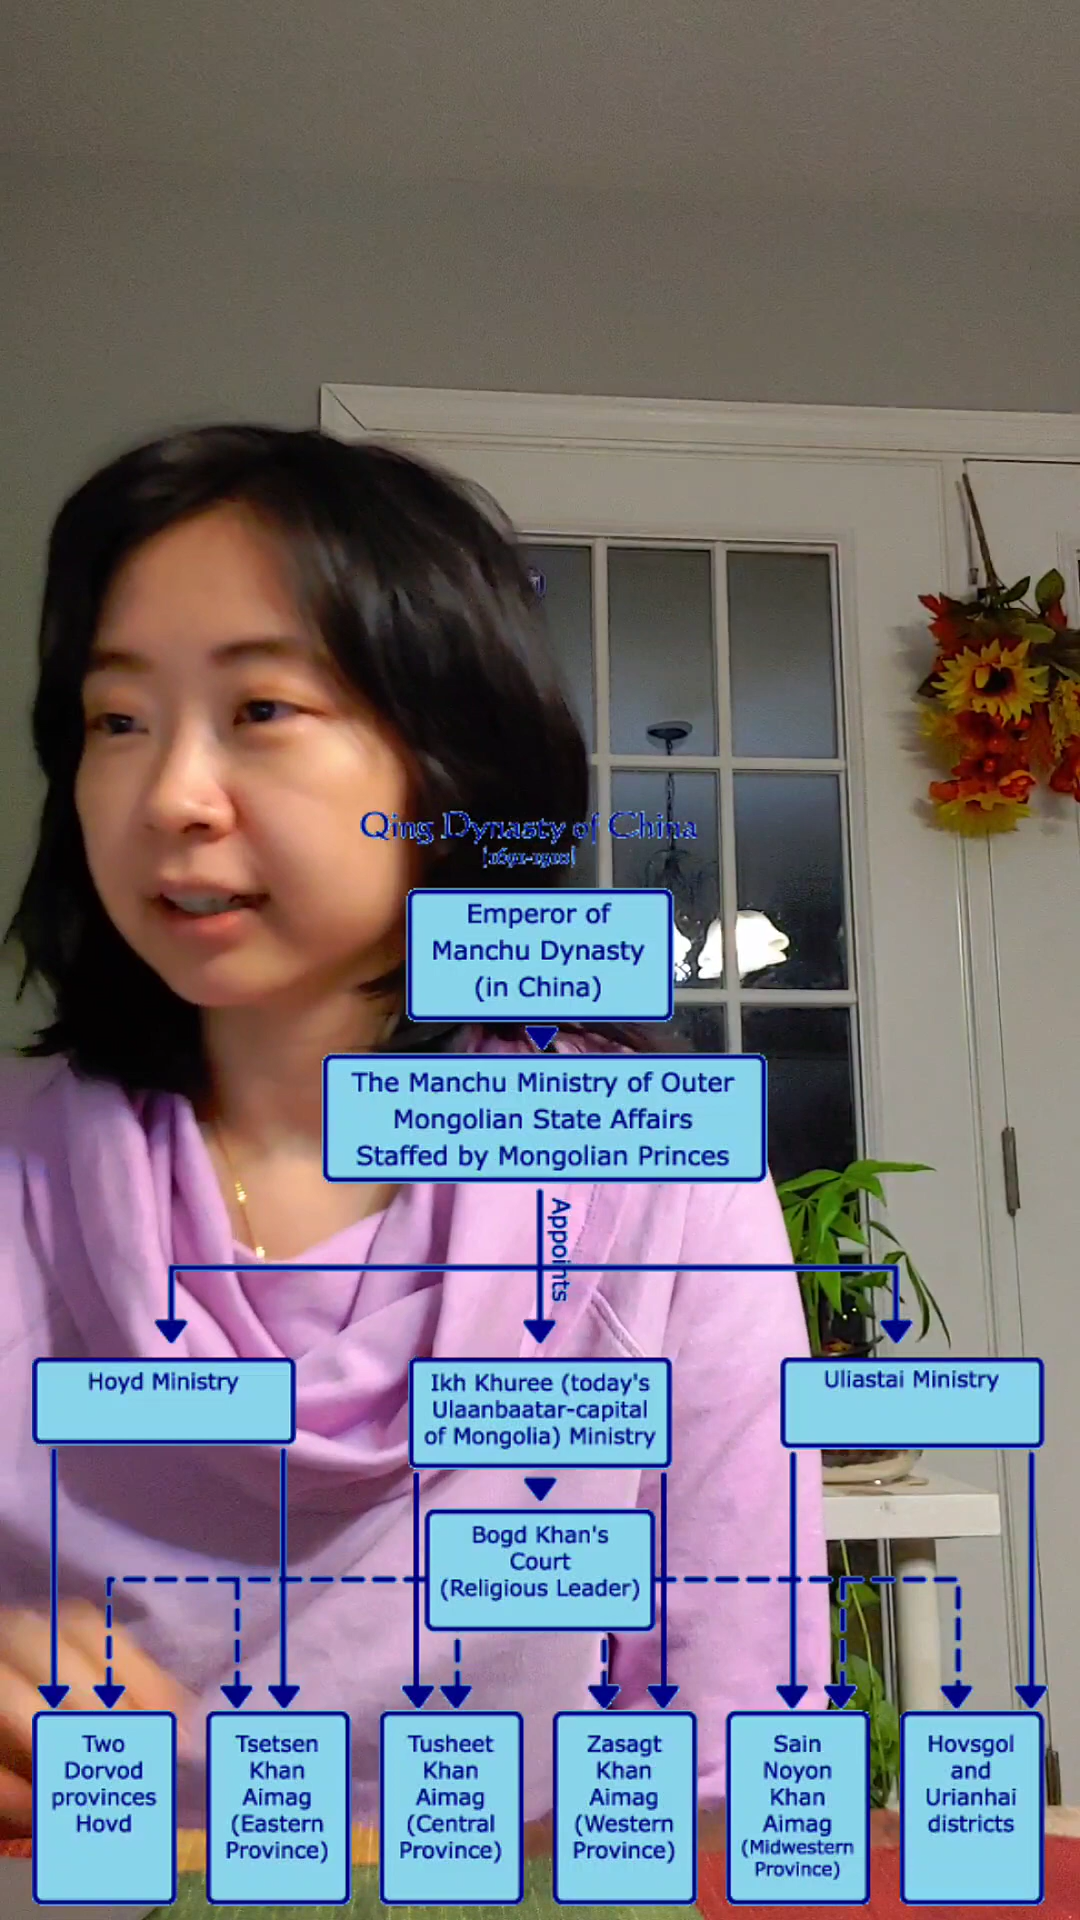 Qing Dynasty of China
Emperor of
Manchu Dynasty
(in China)
The Manchu Ministry of Outer
Mongolian State Affairs
Staffed by Mongolian Princes
Appoints
Hoyd Ministry
Ikh Khuree (today's
Ulaanbaatar-capital
of Mongolia) Ministry
Uliastai Ministry
Bogd Khan's
Court
(Religious Leader)
Two
Dorvod
provinces
Hovd
Tsetsen
Khan
Aimag
(Eastern
Province)
Tusheet
Khan
Aimag
(Central
Province)
Zasagt
Khan
Aimag
(Western
Province)
Sain
Noyon
Khan
Aimag
(Midwestern
Province)
Hovsgol
and
Urianhai
districts